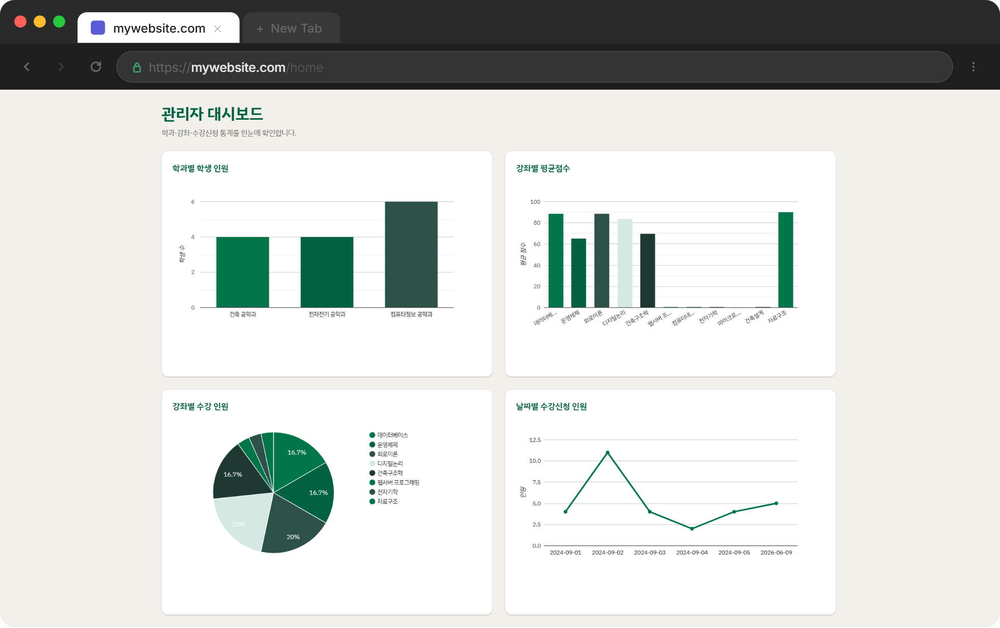 mywebsite.com
+ New Tab
https://mywebsite.com/home
관리자 대시보드
학과·강좌·수강신청 통계를 한눈에 확인합니다.
학과별 학생 인원
6
4
2
0
학생 수
건축 공학과
전자전기 공학과
컴퓨터정보 공학과
강좌별 평균점수
100
80
60
40
20
0
평균 점수
데이터베...
운영체제
회로이론
디지털논리
건축구조학
웹서버 프...
컴퓨터네...
전자기학
마이크로...
건축설계
자료구조
강좌별 수강 인원
16.7%
16.7%
20%
20%
16.7%
데이터베이스
운영체제
회로이론
디지털논리
건축구조학
웹서버 프로그래밍
전자기학
자료구조
날짜별 수강신청 인원
12.5
10.0
7.5
5.0
2.5
0.0
인원
2024-09-01
2024-09-02
2024-09-03
2024-09-04
2024-09-05
2026-06-09